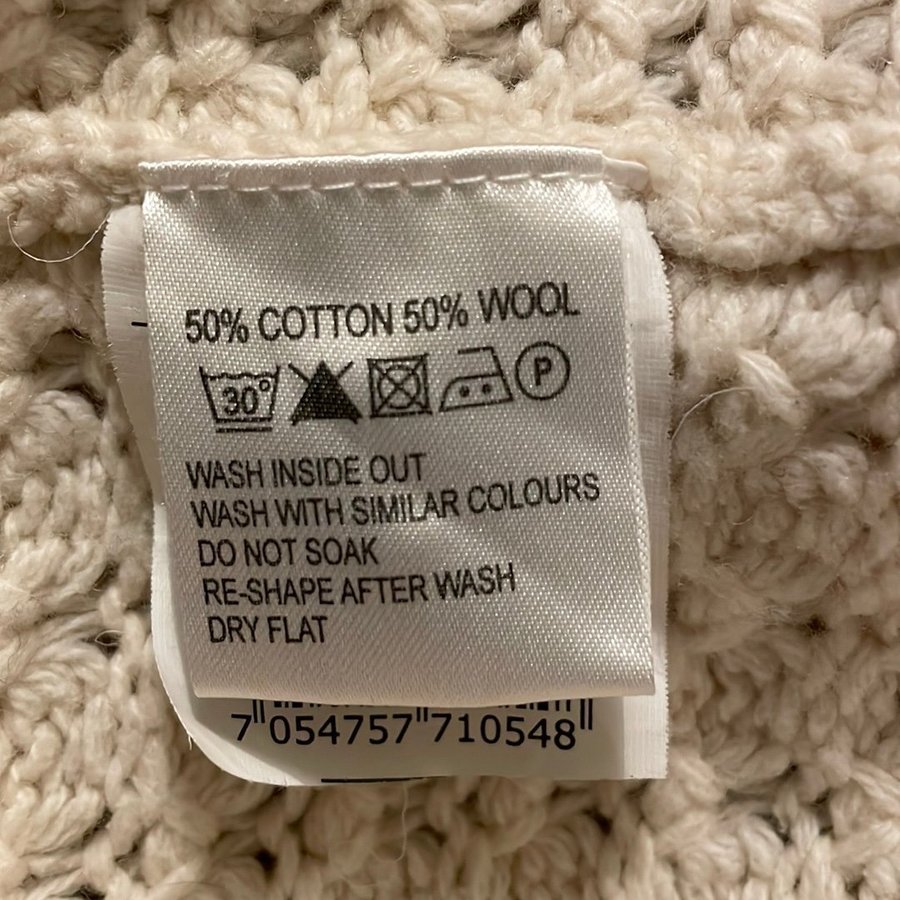 50% COTTON 50% WOOL
30° P
WASH INSIDE OUT
WASH WITH SIMILAR COLOURS
DO NOT SOAK
RE-SHAPE AFTER WASH
DRY FLAT
7 054757 710548